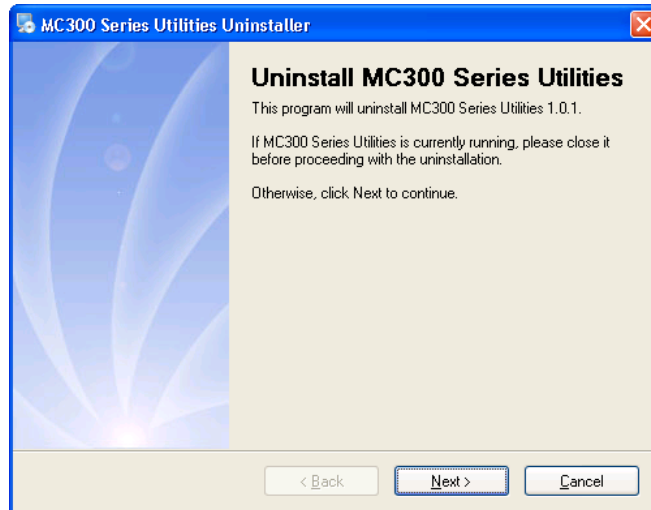 MC300 Series Utilities Uninstaller
Uninstall MC300 Series Utilities
This program will uninstall MC300 Series Utilities 1.0.1.
If MC300 Series Utilities is currently running, please close it
before proceeding with the uninstallation.
Otherwise, click Next to continue.
< Back
Next >
Cancel